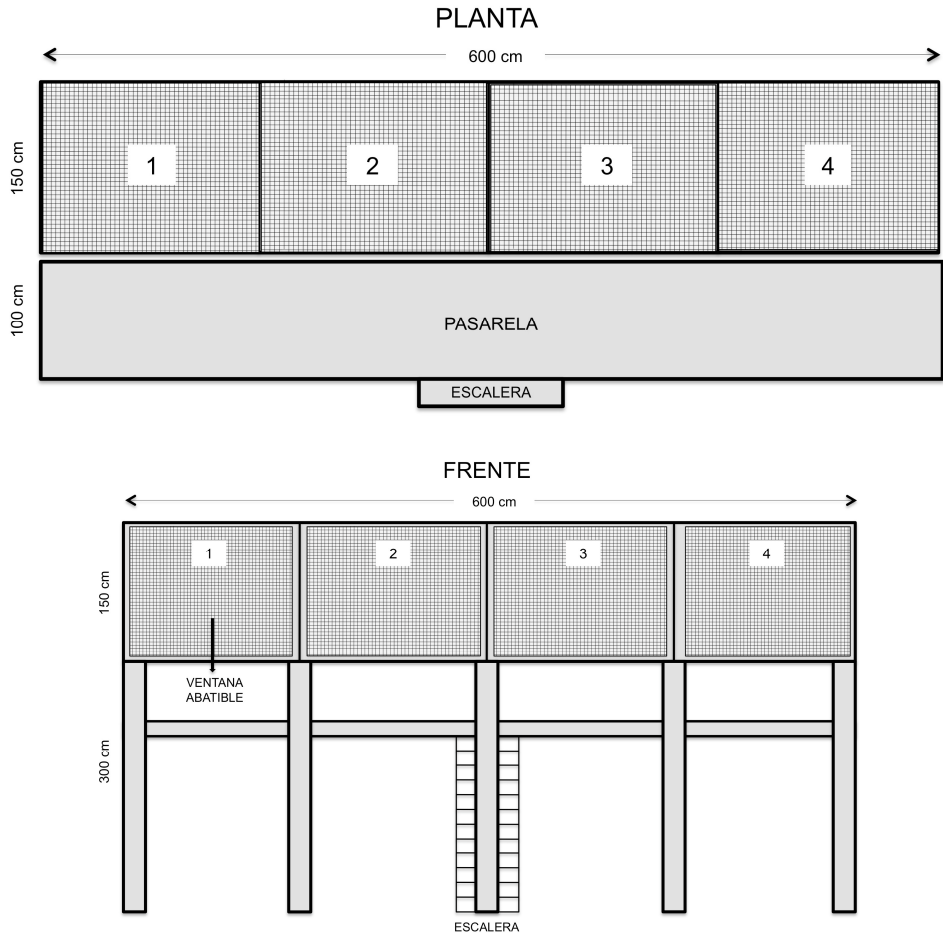 PLANTA
600 cm
150 cm
1
2
3
4
100 cm
PASARELA
ESCALERA
FRENTE
600 cm
150 cm
1
2
3
4
VENTANA
ABATIBLE
300 cm
ESCALERA